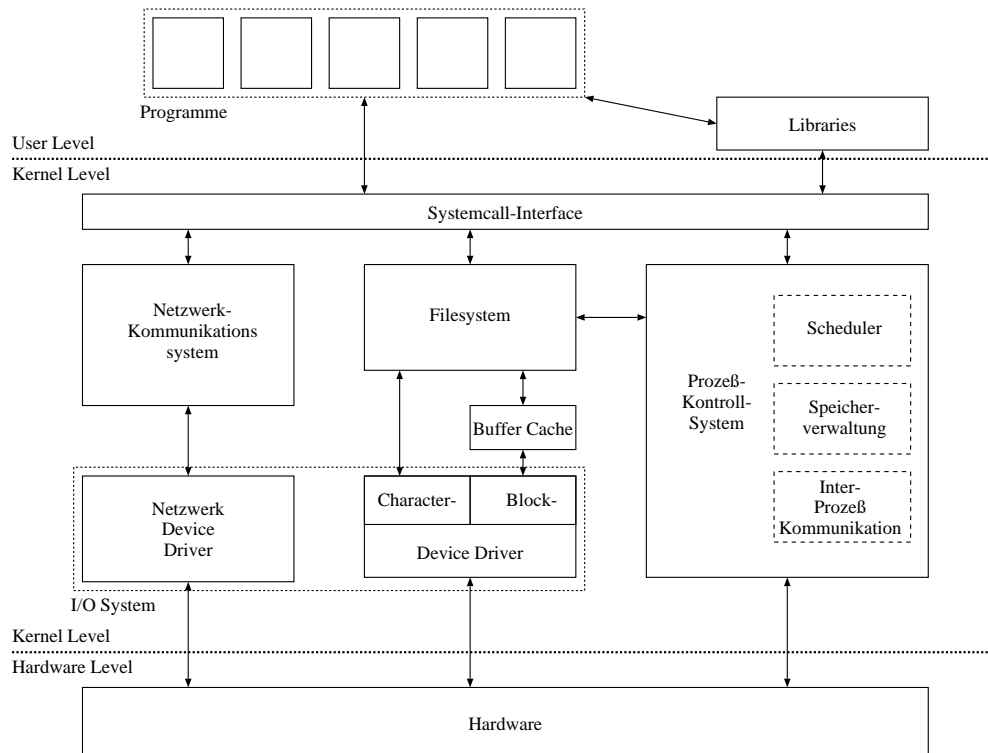 Programme
Libraries
User Level
Kernel Level
Systemcall-Interface
Netzwerk-
Kommunikations
system
Filesystem
Prozeß-
Kontroll-
System
Scheduler
Speicher-
verwaltung
Inter-
Prozeß
Kommunikation
Buffer Cache
Netzwerk
Device
Driver
Character-
Block-
Device Driver
I/O System
Kernel Level
Hardware Level
Hardware